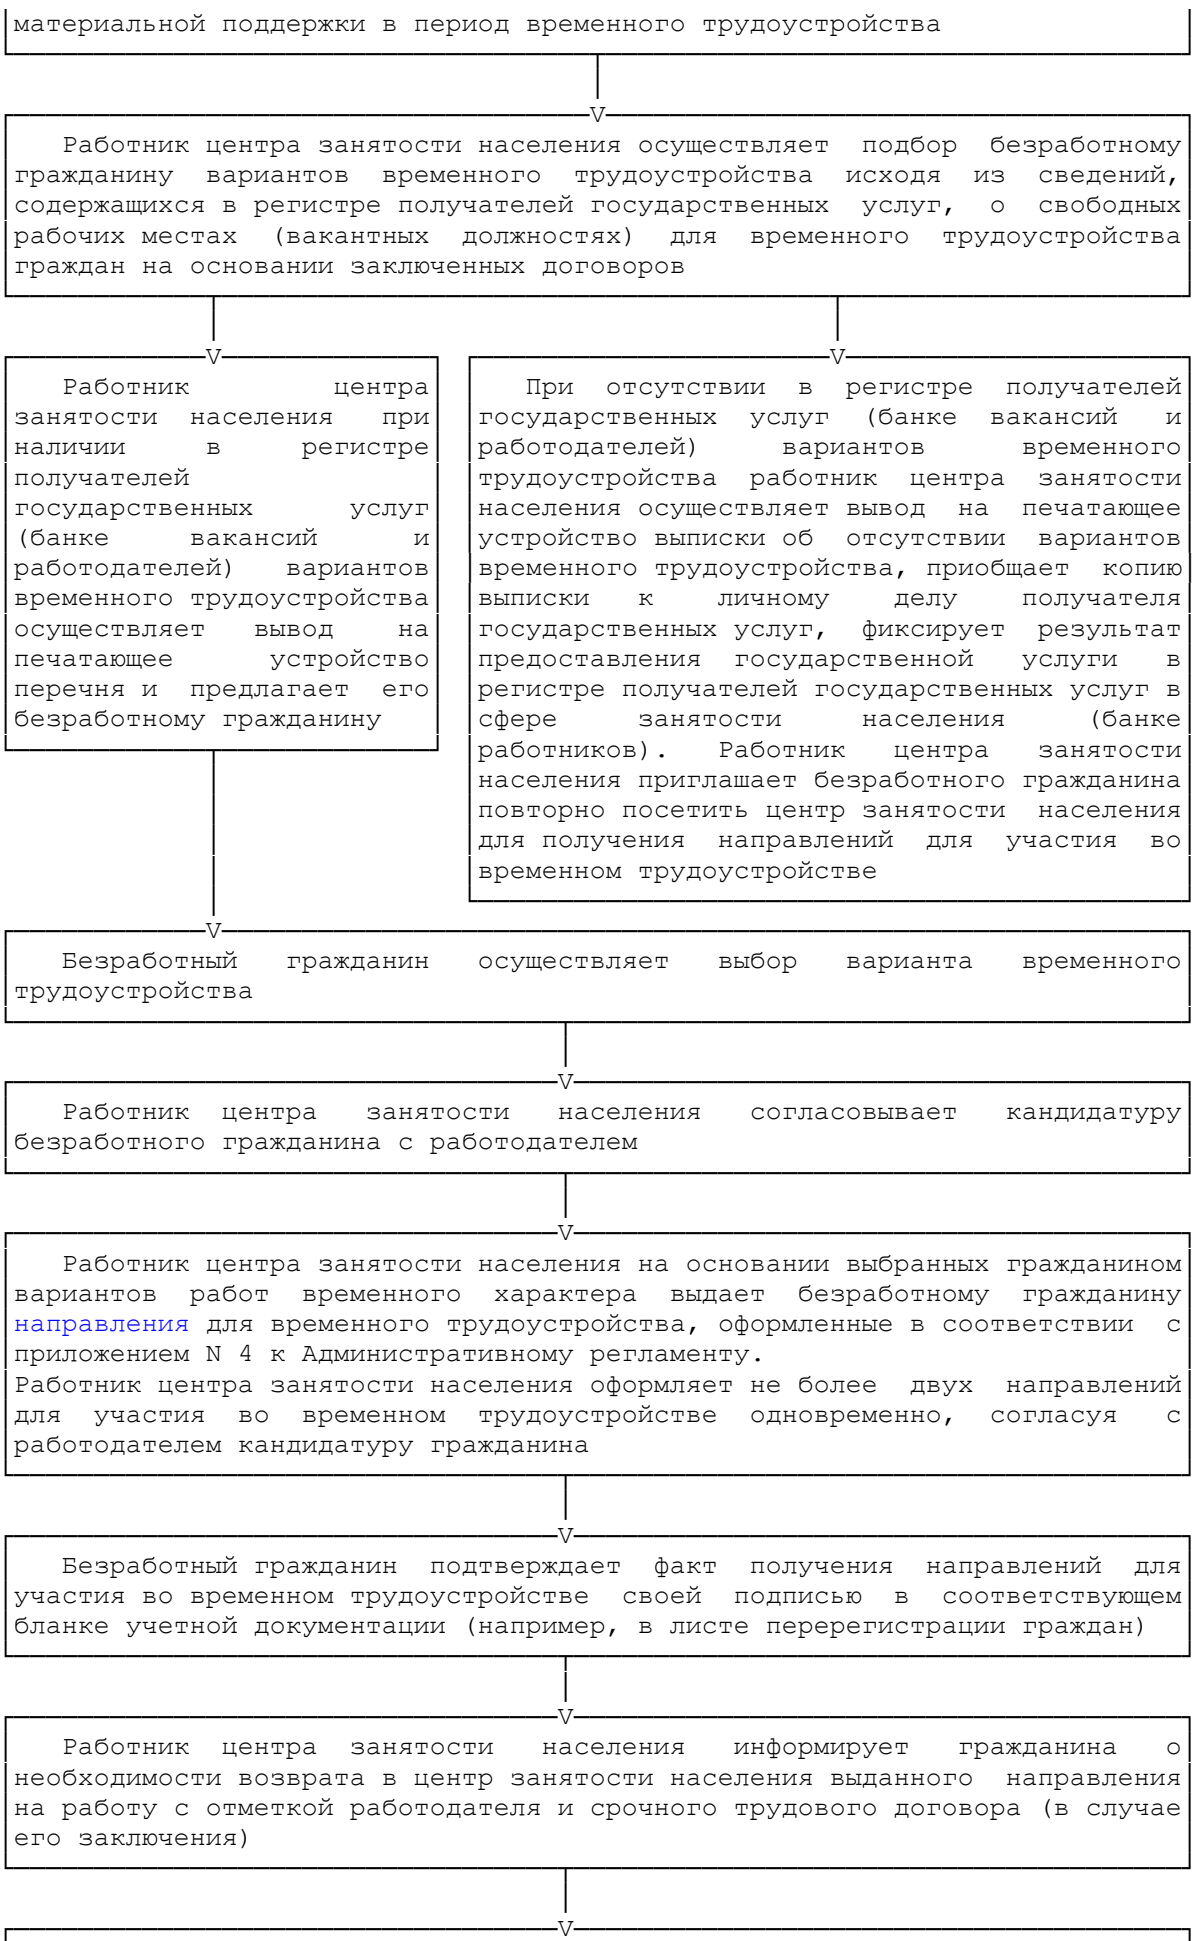 материальной поддержки в период временного трудоустройства
V
Работник центра занятости населения осуществляет подбор безработному
гражданину вариантов временного трудоустройства исходя из сведений,
содержащихся в регистре получателей государственных услуг, о свободных
рабочих местах (вакантных должностях) для временного трудоустройства
граждан на основании заключенных договоров
V
Работник центра
занятости населения при
наличии в регистре
получателей
государственных услуг
(банке вакансий и
работодателей) вариантов
временного трудоустройства
осуществляет вывод на
печатающее устройство
перечня и предлагает его
безработному гражданину
V
При отсутствии в регистре получателей
государственных услуг (банке вакансий и
работодателей) вариантов временного
трудоустройства работник центра занятости
населения осуществляет вывод на печатающее
устройство выписки об отсутствии вариантов
временного трудоустройства, приобщает копию
выписки к личному делу получателя
государственных услуг, фиксирует результат
предоставления государственной услуги в
регистре получателей государственных услуг в
сфере занятости населения (банке
работников). Работник центра занятости
населения приглашает безработного гражданина
повторно посетить центр занятости населения
для получения направлений для участия во
временном трудоустройстве
V
Безработный гражданин осуществляет выбор варианта временного
трудоустройства
V
Работник центра занятости населения согласовывает кандидатуру
безработного гражданина с работодателем
V
Работник центра занятости населения на основании выбранных гражданином
вариантов работ временного характера выдает безработному гражданину
направления для временного трудоустройства, оформленные в соответствии с
приложением N 4 к Административному регламенту.
Работник центра занятости населения оформляет не более двух направлений
для участия во временном трудоустройстве одновременно, согласуя с
работодателем кандидатуру гражданина
V
Безработный гражданин подтверждает факт получения направлений для
участия во временном трудоустройстве своей подписью в соответствующем
бланке учетной документации (например, в листе перерегистрации граждан)
V
Работник центра занятости населения информирует гражданина о
необходимости возврата в центр занятости населения выданного направления
на работу с отметкой работодателя и срочного трудового договора (в случае
его заключения)
V